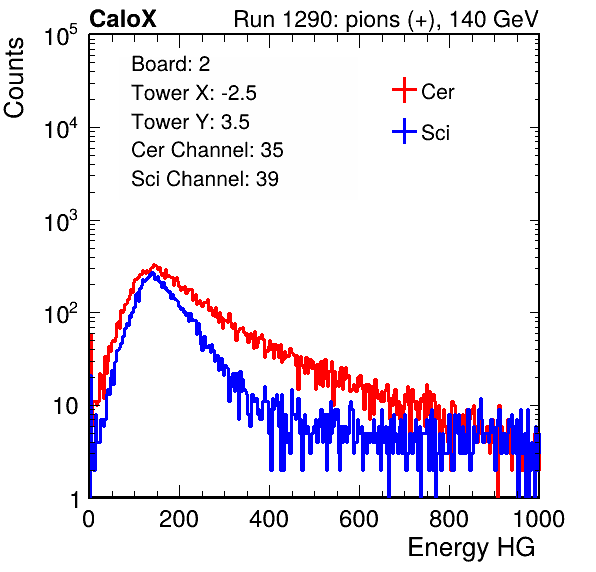 CaloX Run 1290: pions (+), 140 GeV
Counts
Board: 2
Tower X: -2.5
Tower Y: 3.5
Cer Channel: 35
Sci Channel: 39
Cer
Sci
10^5
10^4
10^3
10^2
10
1
0 200 400 600 800 1000
Energy HG